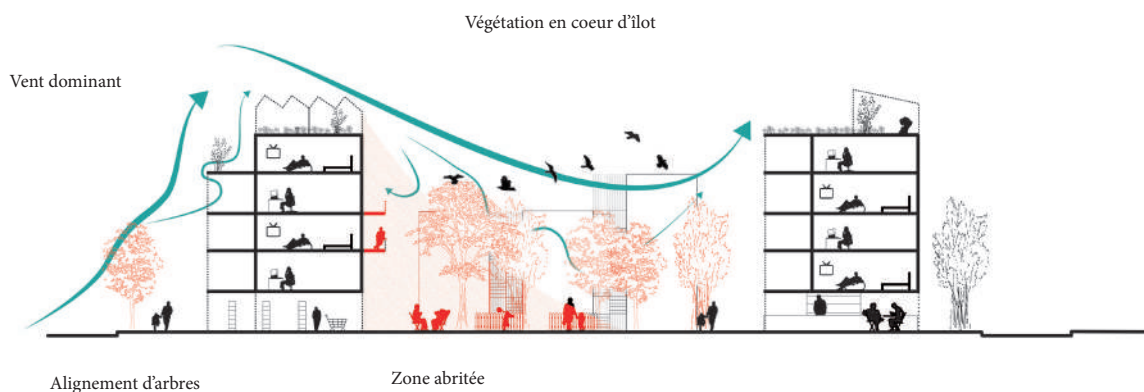 Végétation en coeur d'îlot
Vent dominant
Alignement d'arbres
Zone abritée